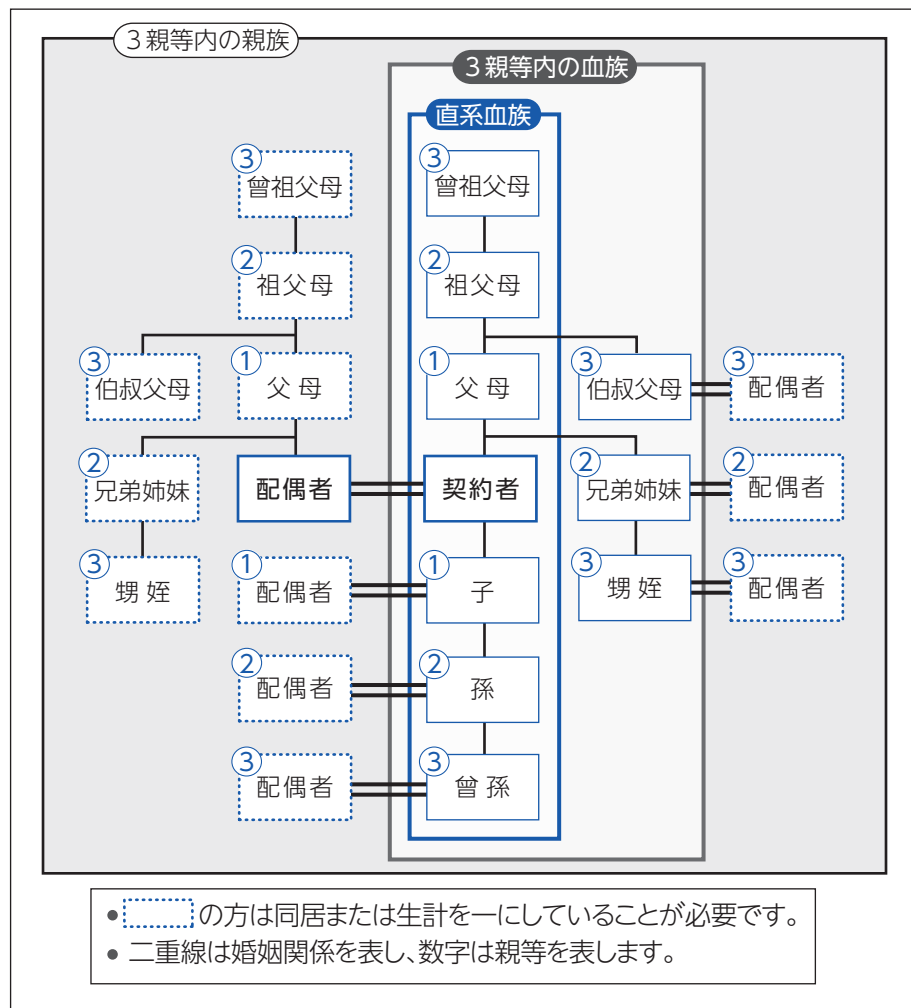 3親等内の親族
3親等内の血族
直系血族
③ 曾祖父母
③ 曾祖父母
② 祖父母
② 祖父母
③ 伯叔父母
① 父母
① 父母
③ 伯叔父母
③ 配偶者
② 兄弟姉妹
配偶者
契約者
② 兄弟姉妹
② 配偶者
③ 甥姪
① 配偶者
① 子
③ 甥姪
③ 配偶者
② 配偶者
② 孫
③ 配偶者
③ 曾孫
● の方は同居または生計を一にしていることが必要です。
● 二重線は婚姻関係を表し、数字は親等を表します。